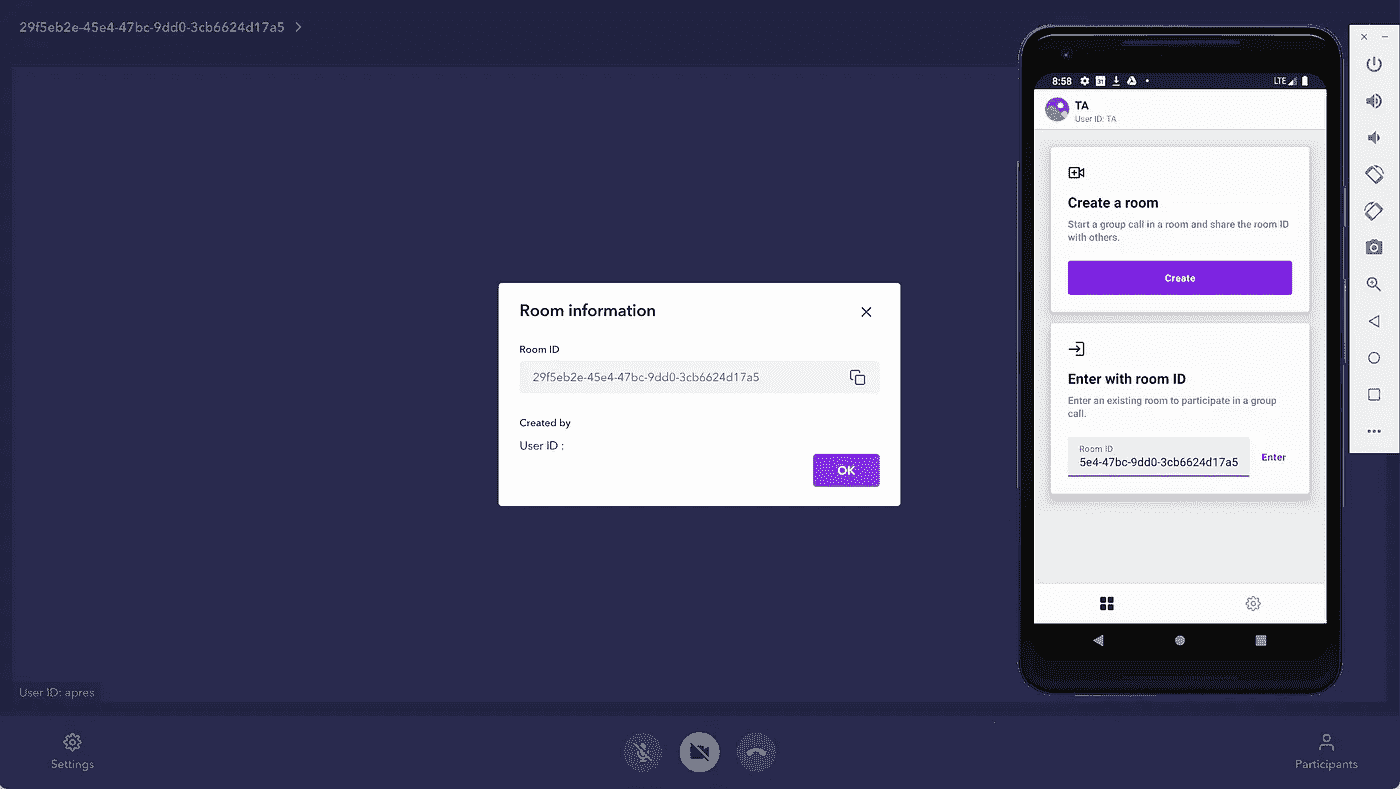 29f5eb2e-45e4-47bc-9dd0-3cb6624d17a5
Room information
Room ID
29f5eb2e-45e4-47bc-9dd0-3cb6624d17a5
Created by
User ID :
OK
User ID: apres
Settings
Participants
8:58
31
LTE
TA
User ID: TA
Create a room
Start a group call in a room and share the room ID
with others.
Create
Enter with room ID
Enter an existing room to participate in a group
call.
Room ID
5e4-47bc-9dd0-3cb6624d17a5
Enter